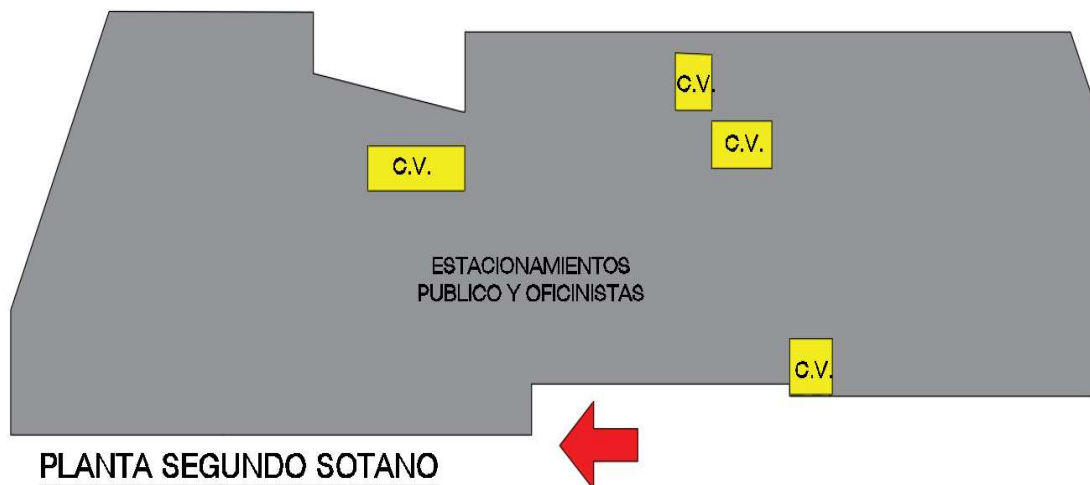 C.V.
C.V.
C.V.
ESTACIONAMIENTOS
PUBLICO Y OFICINISTAS
C.V.
PLANTA SEGUNDO SOTANO